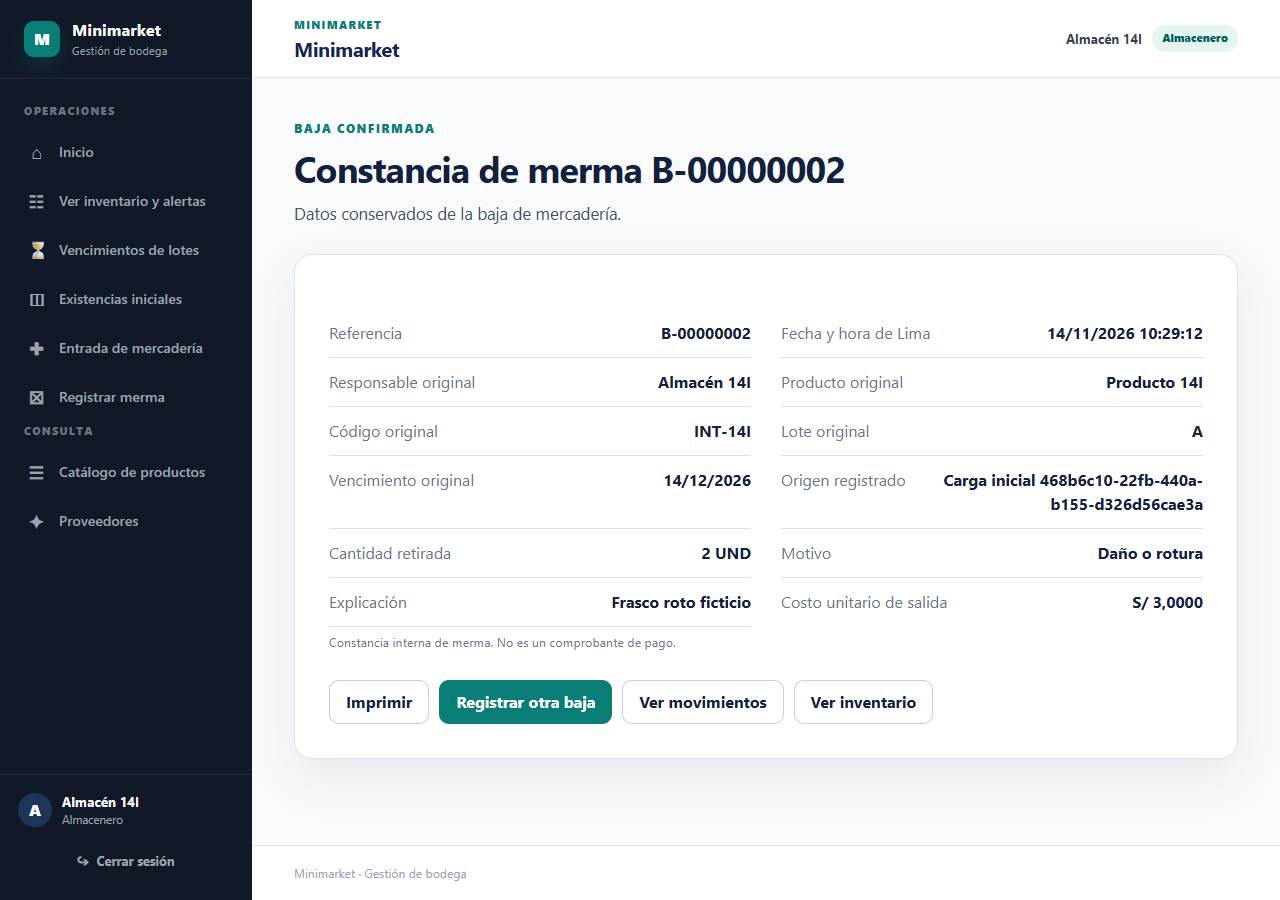 M
Minimarket
Gestión de bodega
OPERACIONES
Inicio
Ver inventario y alertas
Vencimientos de lotes
Existencias iniciales
Entrada de mercadería
Registrar merma
CONSULTA
Catálogo de productos
Proveedores
A
Almacén 14I
Almacenero
Cerrar sesión
MINIMARKET
Minimarket
Almacén 14I
Almacenero
BAJA CONFIRMADA
Constancia de merma B-00000002
Datos conservados de la baja de mercadería.
Referencia B-00000002
Fecha y hora de Lima 14/11/2026 10:29:12
Responsable original Almacén 14I
Producto original Producto 14I
Código original INT-14I
Lote original A
Vencimiento original 14/12/2026
Origen registrado Carga inicial 468b6c10-22fb-440a-
b155-d326d56cae3a
Cantidad retirada 2 UND
Motivo Daño o rotura
Explicación Frasco roto ficticio
Costo unitario de salida S/ 3,0000
Constancia interna de merma. No es un comprobante de pago.
Imprimir
Registrar otra baja
Ver movimientos
Ver inventario
Minimarket · Gestión de bodega